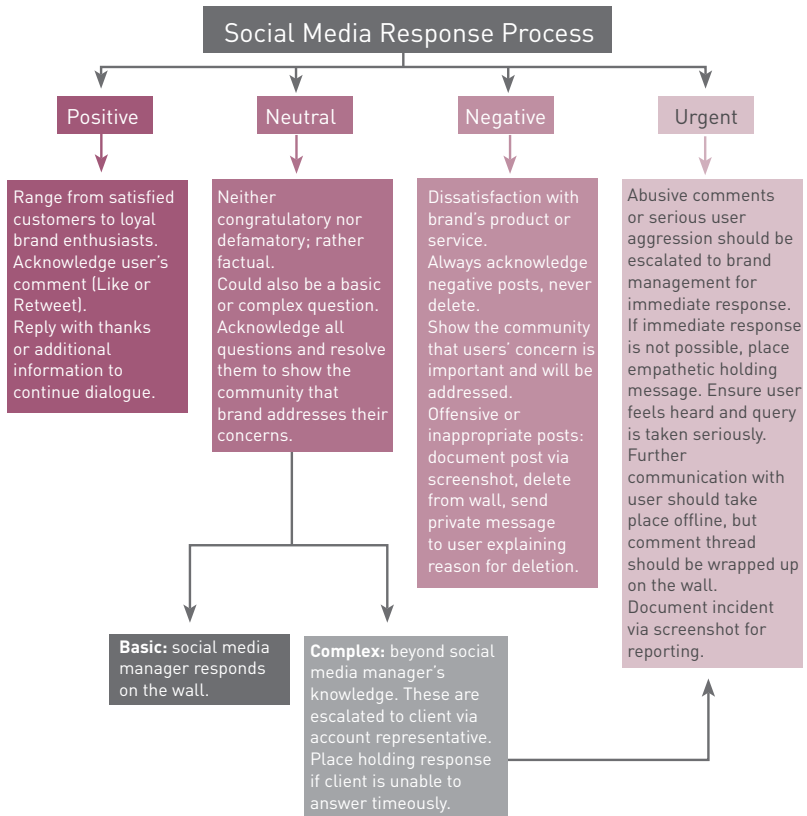 Social Media Response Process
Positive
Neutral
Negative
Urgent
Range from satisfied
customers to loyal
brand enthusiasts.
Acknowledge user's
comment (Like or
Retweet).
Reply with thanks
or additional
information to
continue dialogue.
Neither
congratulatory nor
defamatory; rather
factual.
Could also be a basic
or complex question.
Acknowledge all
questions and resolve
them to show the
community that
brand addresses their
concerns.
Dissatisfaction with
brand's product or
service.
Always acknowledge
negative posts, never
delete.
Show the community
that users' concern is
important and will be
addressed.
Offensive or
inappropriate posts:
document post via
screenshot, delete
from wall, send
private message
to user explaining
reason for deletion.
Abusive comments
or serious user
aggression should be
escalated to brand
management for
immediate response.
If immediate response
is not possible, place
empathetic holding
message. Ensure user
feels heard and query
is taken seriously.
Further
communication with
user should take
place offline, but
comment thread
should be wrapped up
on the wall.
Document incident
via screenshot for
reporting.
Basic: social media
manager responds
on the wall.
Complex: beyond social
media manager's
knowledge. These are
escalated to client via
account representative.
Place holding response
if client is unable to
answer timeously.